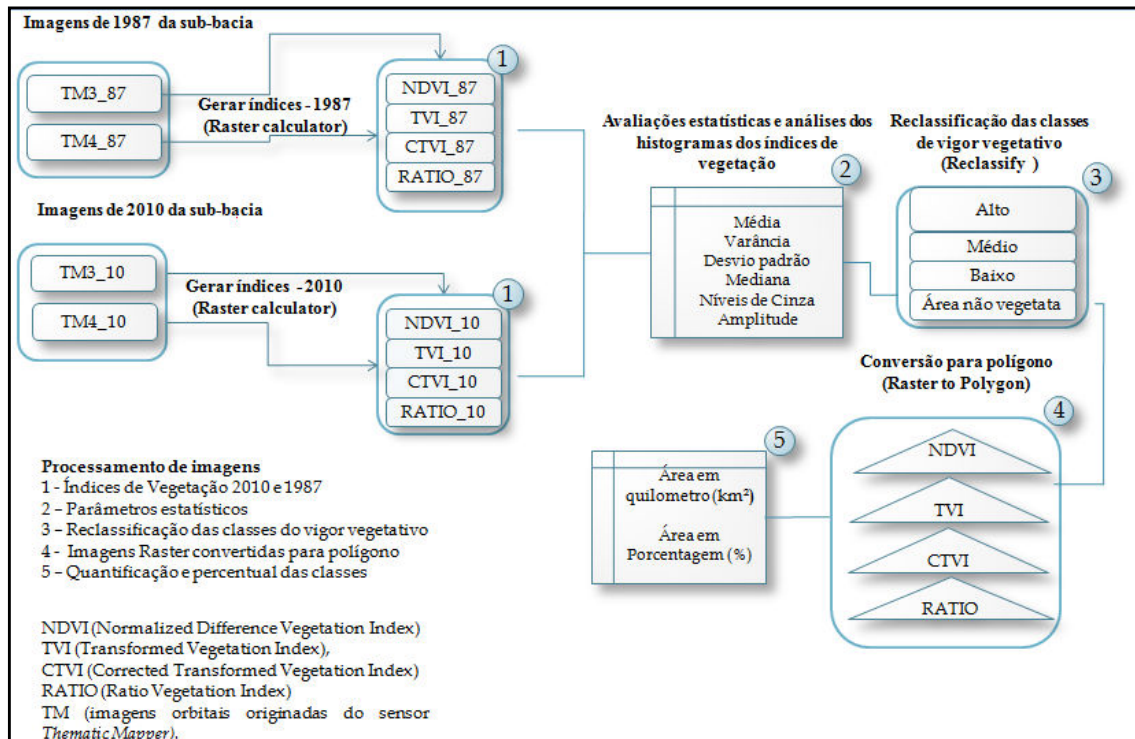 Imagens de 1987 da sub-bacia
TM3_87
TM4_87
Gerar índices - 1987
(Raster calculator)
1
NDVI_87
TVI_87
CTVI_87
RATIO_87
Imagens de 2010 da sub-bacia
TM3_10
TM4_10
Gerar índices - 2010
(Raster calculator)
1
NDVI_10
TVI_10
CTVI_10
RATIO_10
Avaliações estatísticas e análises dos
histogramas dos índices de
vegetação
2
Média
Varância
Desvio padrão
Mediana
Níveis de Cinza
Amplitude
Reclassificação das classes
de vigor vegetativo
(Reclassify )
3
Alto
Médio
Baixo
Área não vegetata
Conversão para polígono
(Raster to Polygon)
4
NDVI
TVI
CTVI
RATIO
5
Área em
quilometro (km²)
Área em
Porcentagem (%)
Processamento de imagens
1 - Índices de Vegetação 2010 e 1987
2 – Parâmetros estatísticos
3 – Reclassificação das classes do vigor vegetativo
4 - Imagens Raster convertidas para polígono
5 – Quantificação e percentual das classes
NDVI (Normalized Difference Vegetation Index)
TVI (Transformed Vegetation Index),
CTVI (Corrected Transformed Vegetation Index)
RATIO (Ratio Vegetation Index)
TM (imagens orbitais originadas do sensor
Thematic Mapper).